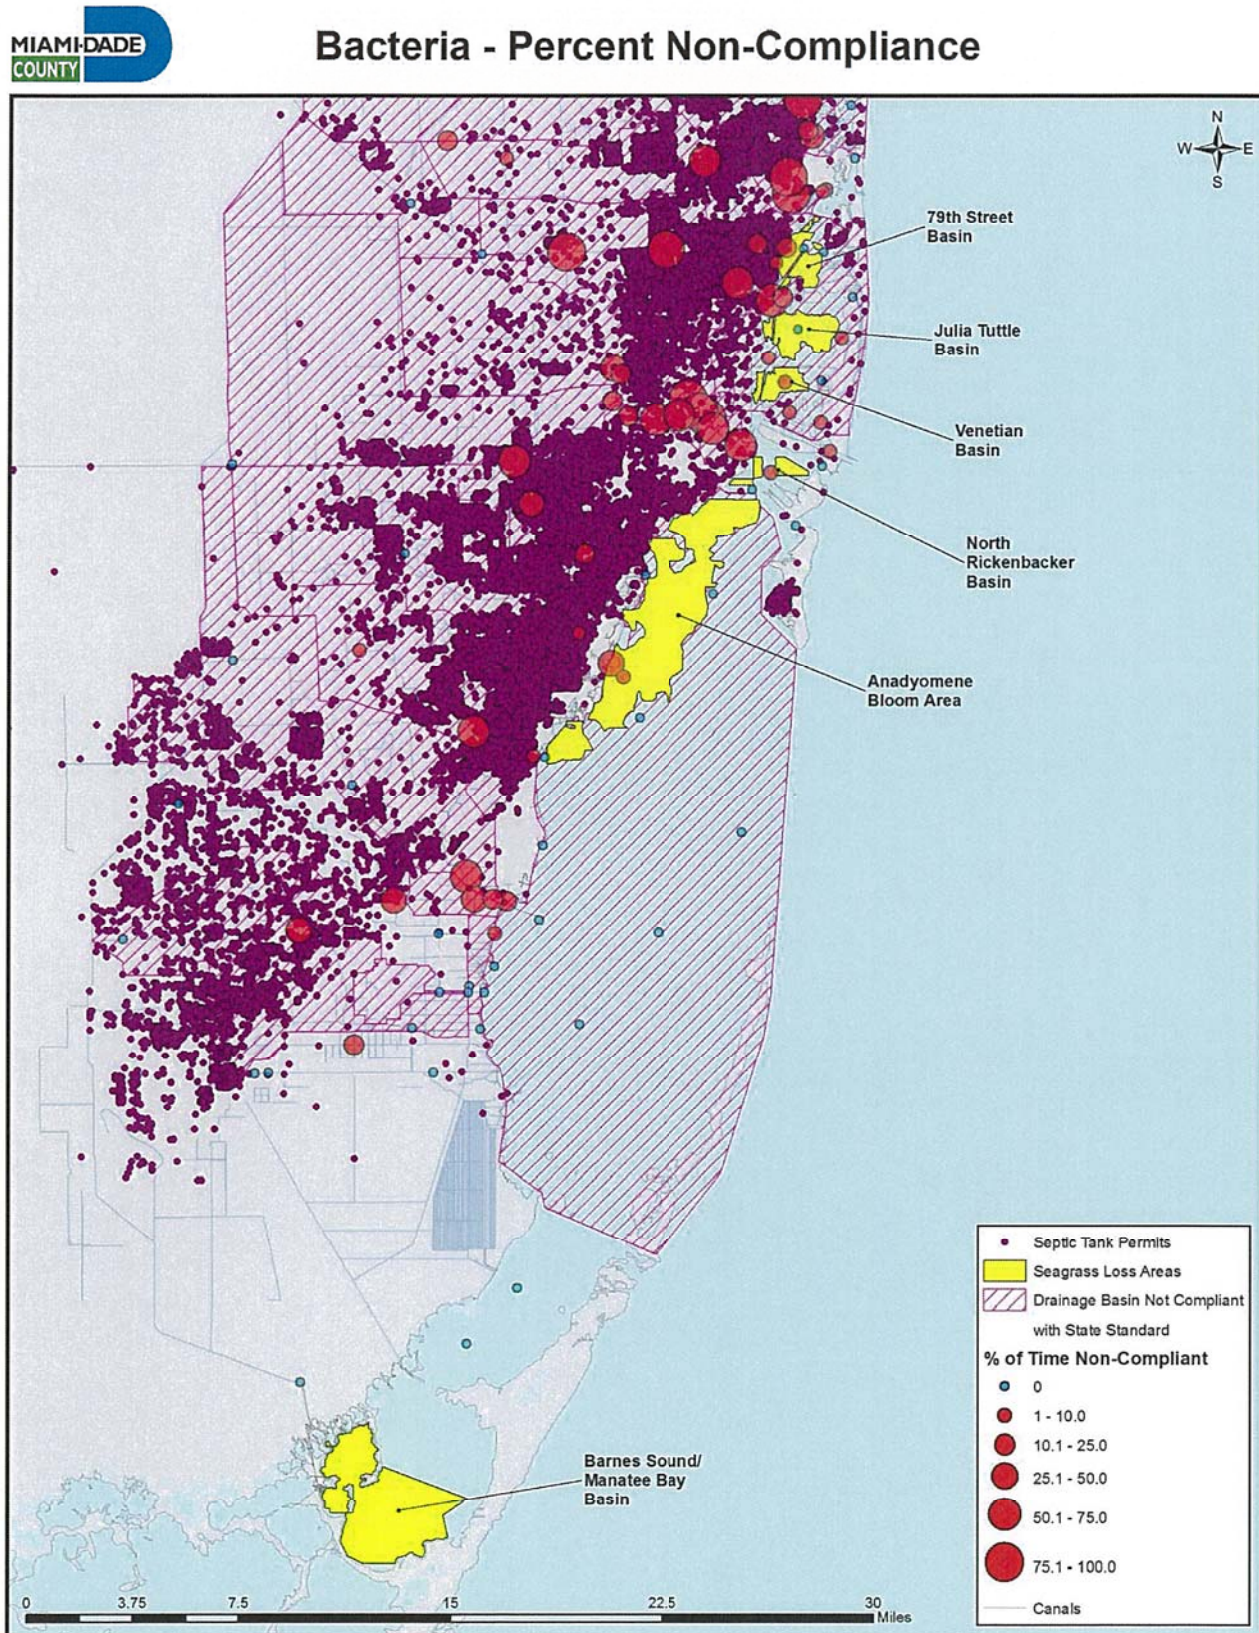 MIAMI-DADE
COUNTY
Bacteria - Percent Non-Compliance
N
W E
S
79th Street
Basin
Julia Tuttle
Basin
Venetian
Basin
North
Rickenbacker
Basin
Anadyomene
Bloom Area
Barnes Sound/
Manatee Bay
Basin
Septic Tank Permits
Seagrass Loss Areas
Drainage Basin Not Compliant
with State Standard
% of Time Non-Compliant
0
1 - 10.0
10.1 - 25.0
25.1 - 50.0
50.1 - 75.0
75.1 - 100.0
Canals
0 3.75 7.5 15 22.5 30
Miles